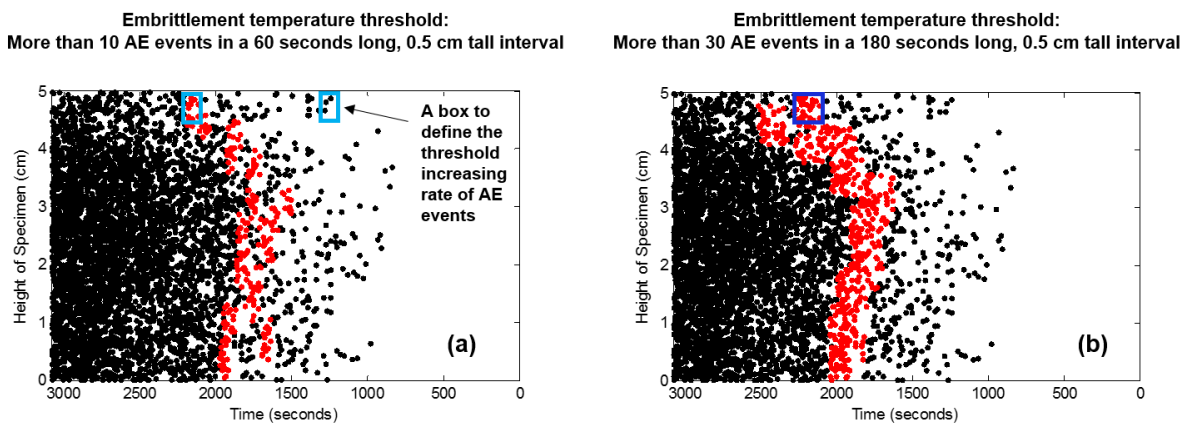 Embrittlement temperature threshold:
More than 10 AE events in a 60 seconds long, 0.5 cm tall interval
5
4
3
2
1
0
Height of Specimen (cm)
A box to
define the
threshold
increasing
rate of AE
events
(a)
3000 2500 2000 1500 1000 500 0
Time (seconds)
Embrittlement temperature threshold:
More than 30 AE events in a 180 seconds long, 0.5 cm tall interval
5
4
3
2
1
0
Height of Specimen (cm)
(b)
3000 2500 2000 1500 1000 500 0
Time (seconds)